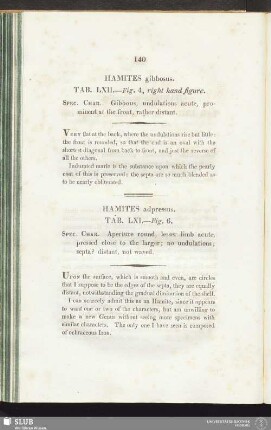 140
HAMITES gibbosus.
TAB. LXII.—Fig. 4, right hand figure.
Spec. Char. Gibbous, undulations acute, pro-
minent at the front, rather distant.
Very flat at the back, where the undulations rise but little:
the front is rounded, so that the end is an oval with the
shortest diagonal from back to front, and just the reverse of
all the others.
Indurated marle is the substance upon which the pearly
coat of this is preserved: the septa are so much blended as
to be nearly obliterated.
HAMITES adpressus.
TAB. LXI.—Fig. 6.
Spec. Char. Aperture round, lesser limb acute,
pressed close to the larger; no undulations,
septa? distant, not waved.
Upon the surface, which is smooth and even, are circles
that I suppose to be the edges of the septa, they are equally
distant, notwithstanding the gradual diminution of the shell.
I can scarcely admit this as an Hamite, since it appears
to want one or two of the characters, but am unwilling to
make a new Genus without seeing more specimens with
similar characters. The only one I have seen is composed
of calcareous lias.
SLUB